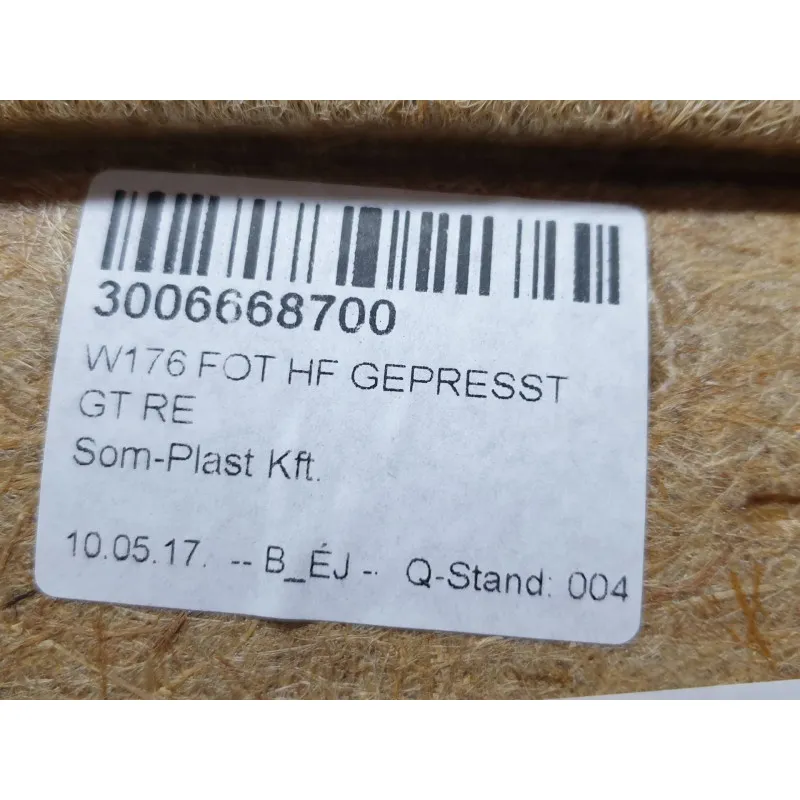 3006668700
W176 FOT HF GEPRESST
GT RE
Som-Plast Kft.
10.05.17. -- B_ÉJ -- Q-Stand: 004